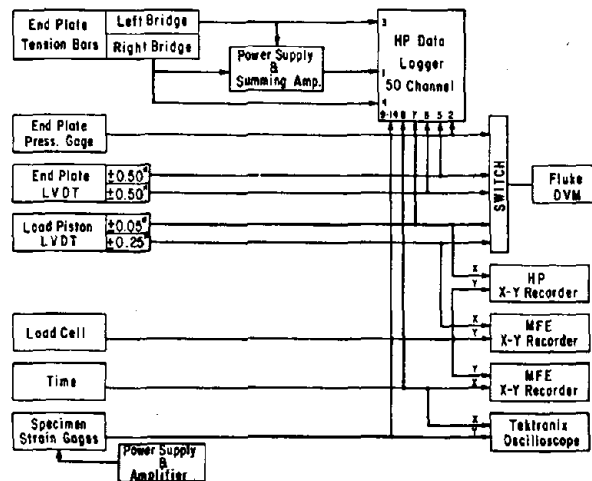 End Plate
Tension Bars
Left Bridge
Right Bridge
Power Supply
&
Summing Amp.
HP Data
Logger
50 Channel
3
1
4
9-14 8 7 6 5 2
End Plate
Press. Gage
End Plate
LVDT
±0.50"
±0.50"
Load Piston
LVDT
±0.05"
±0.25"
SWITCH
Fluke
DVM
X
Y
HP
X-Y Recorder
Load Cell
X
Y
MFE
X-Y Recorder
Time
Y
X
MFE
X-Y Recorder
Specimen
Strain Gages
X
Y
Tektronix
Oscilloscope
Power Supply
&
Amplifier